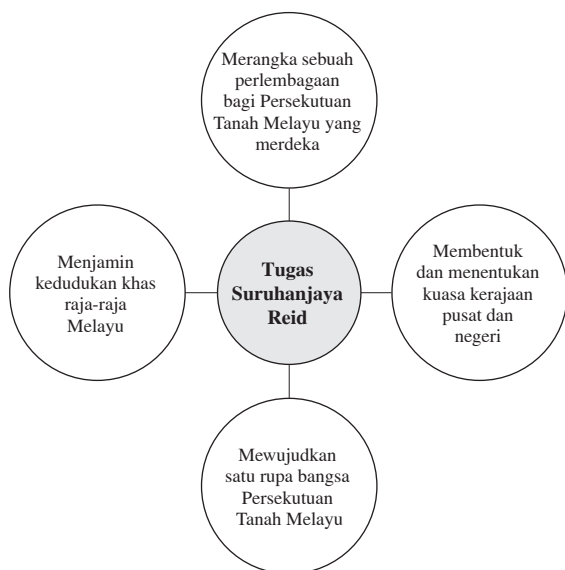 Merangka sebuah
perlembagaan
bagi Persekutuan
Tanah Melayu yang
merdeka
Menjamin
kedudukan khas
raja-raja
Melayu
Tugas
Suruhanjaya
Reid
Membentuk
dan menentukan
kuasa kerajaan
pusat dan
negeri
Mewujudkan
satu rupa bangsa
Persekutuan
Tanah Melayu